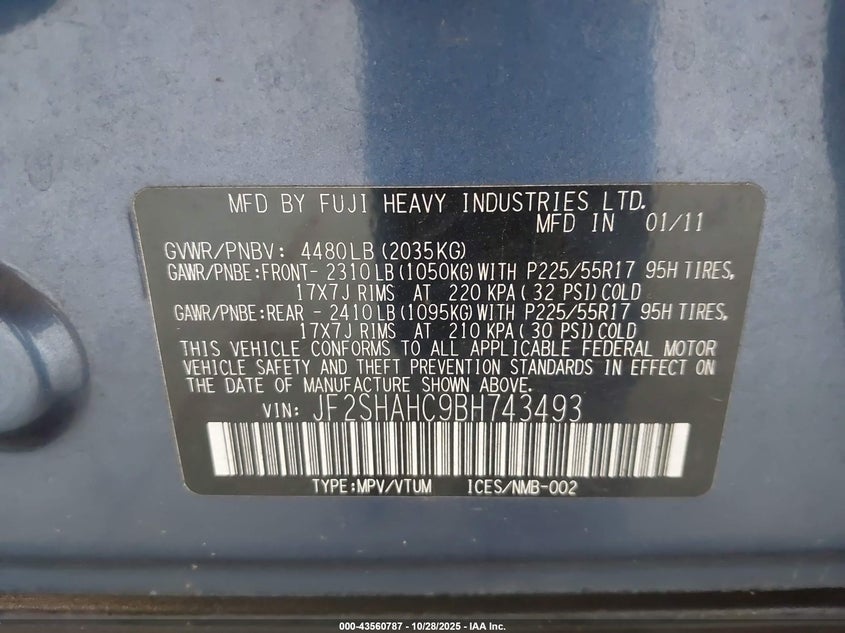 MFD BY FUJI HEAVY INDUSTRIES LTD.
MFD IN 01/11
GVWR/PNBV: 4480LB (2035KG)
GAWR/PNBE:FRONT- 2310LB (1050KG) WITH P225/55R17 95H TIRES,
17X7J RIMS AT 220 KPA ( 32 PSI) COLD
GAWR/PNBE:REAR - 2410LB (1095KG) WITH P225/55R17 95H TIRES,
17X7J RIMS AT 210 KPA ( 30 PSI) COLD
THIS VEHICLE CONFORMS TO ALL APPLICABLE FEDERAL MOTOR
VEHICLE SAFETY AND THEFT PREVENTION STANDARDS IN EFFECT ON
THE DATE OF MANUFACTURE SHOWN ABOVE.
VIN: JF2SHAHC9BH743493
TYPE:MPV/VTUM ICES/NMB-002
000-43560787 - 10/28/2025 - IAA Inc.